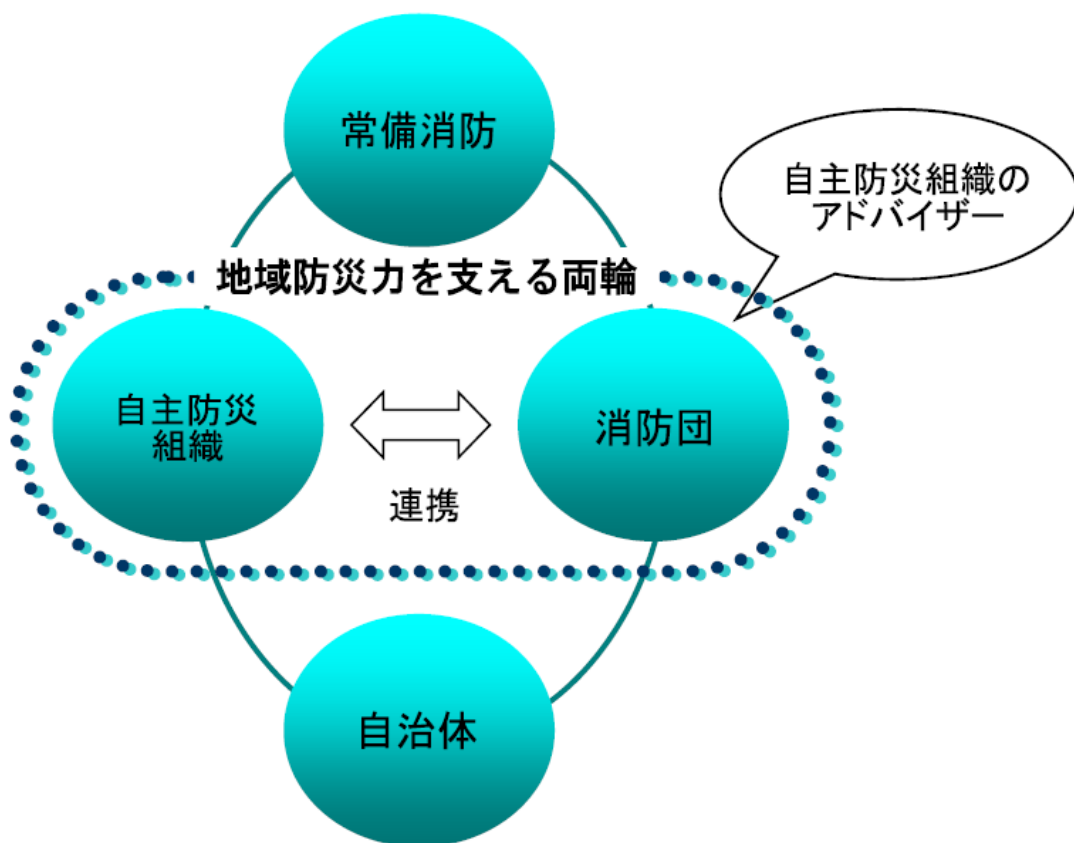 常備消防
自主防災組織の
アドバイザー
地域防災力を支える両輪
自主防災
組織
消防団
連携
自治体